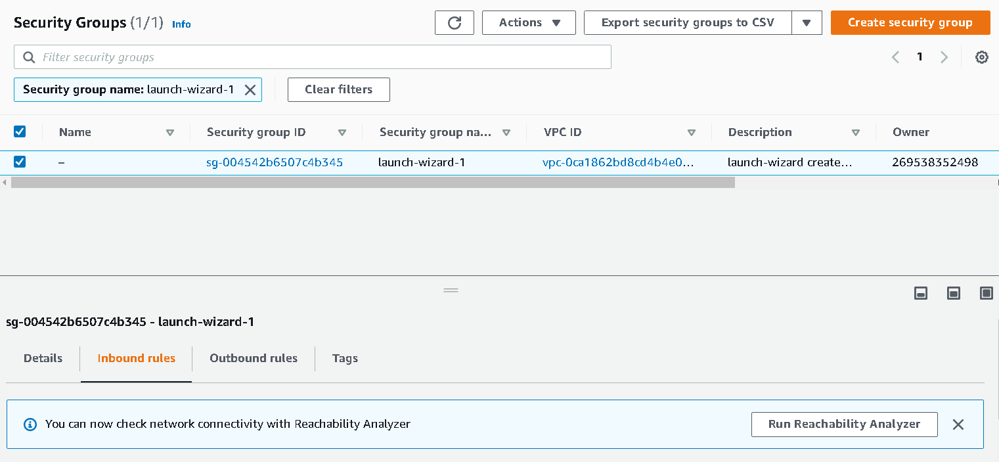 Security Groups (1/1) Info
Actions
Export security groups to CSV
Create security group
Filter security groups
1
Security group name: launch-wizard-1
Clear filters
Name Security group ID Security group na... VPC ID Description Owner
– sg-004542b6507c4b345 launch-wizard-1 vpc-0ca1862bd8cd4b4e0... launch-wizard create... 269538352498
sg-004542b6507c4b345 - launch-wizard-1
Details Inbound rules Outbound rules Tags
You can now check network connectivity with Reachability Analyzer
Run Reachability Analyzer